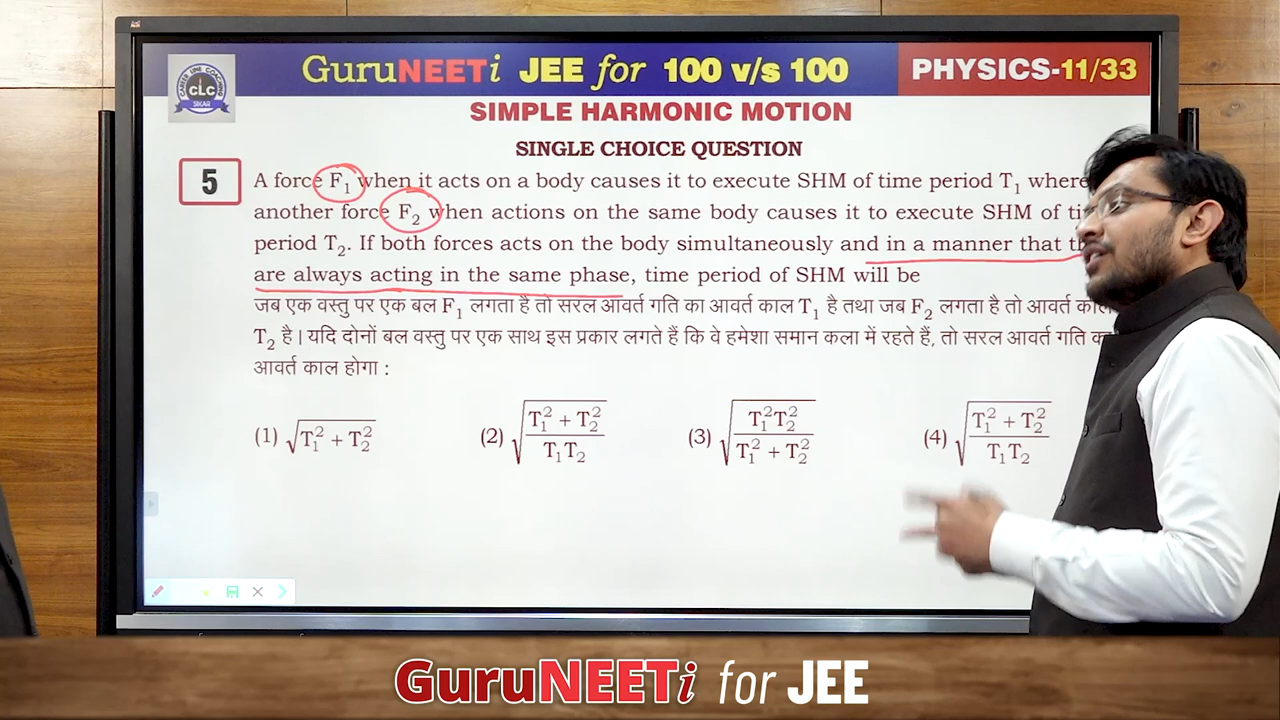 GuruNEETi JEE for 100 v/s 100
PHYSICS-11/33
CLC
SIKAR
SIMPLE HARMONIC MOTION
SINGLE CHOICE QUESTION
5
A force F₁ when it acts on a body causes it to execute SHM of time period T₁ where
another force F₂ when actions on the same body causes it to execute SHM of
period T₂. If both forces acts on the body simultaneously and in a manner that
are always acting in the same phase, time period of SHM will be
जब एक वस्तु पर एक बल F₁ लगता है तो सरल आवर्त गति का आवर्त काल T₁ है तथा जब F₂ लगता है तो आवर्त काल
T₂ है। यदि दोनों बल वस्तु पर एक साथ इस प्रकार लगते हैं कि वे हमेशा समान कला में रहते हैं, तो सरल आवर्त गति
आवर्त काल होगा :
(1) √(T₁² + T₂²) (2) √((T₁² + T₂²)/(T₁T₂)) (3) √((T₁²T₂²)/(T₁² + T₂²)) (4) √((T₁² + T₂²)/(T₁T₂))
GuruNEETi for JEE